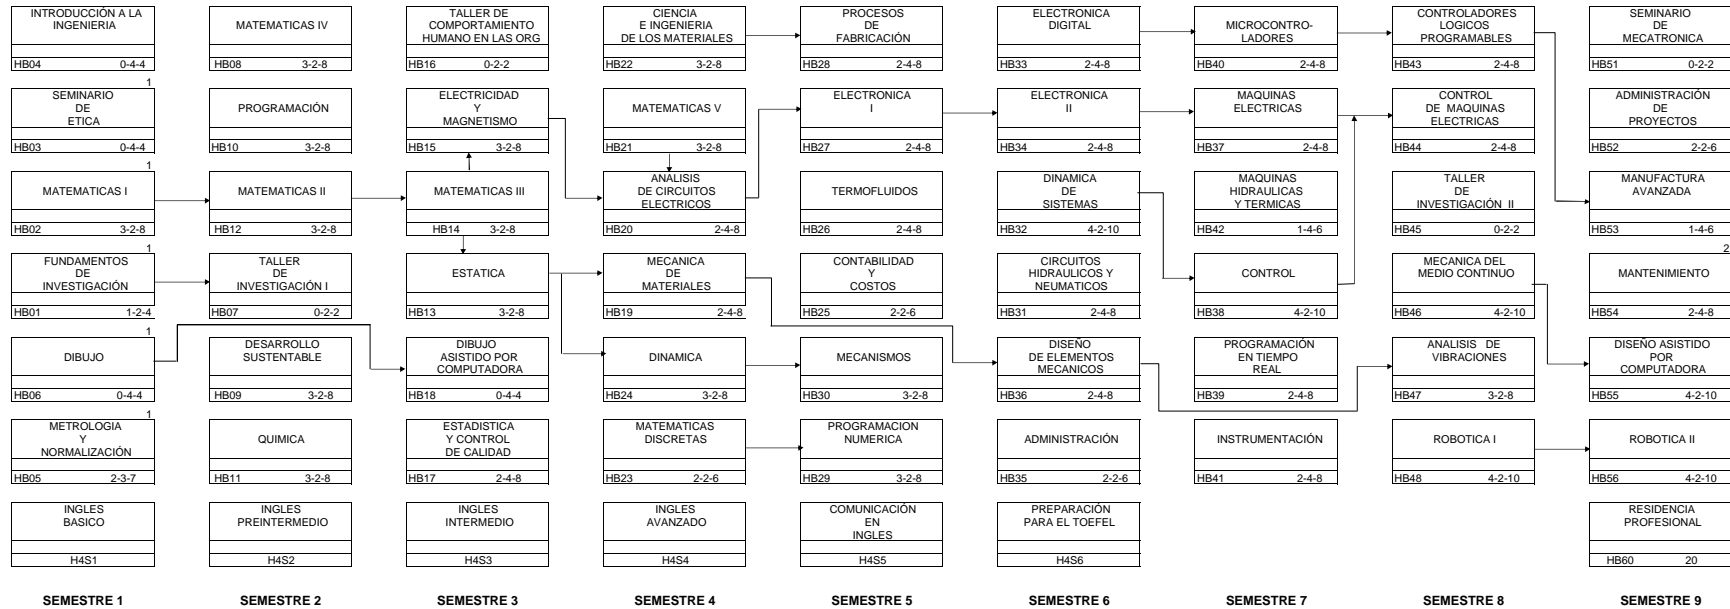 INTRODUCCIÓN A LA
INGENIERIA
HB04 0-4-4
1
SEMINARIO
DE
ETICA
HB03 0-4-4
1
MATEMATICAS I
HB02 3-2-8
1
FUNDAMENTOS
DE
INVESTIGACIÓN
HB01 1-2-4
1
DIBUJO
HB06 0-4-4
1
METROLOGIA
Y
NORMALIZACIÓN
HB05 2-3-7
INGLES
BASICO
H4S1
SEMESTRE 1
MATEMATICAS IV
HB08 3-2-8
PROGRAMACIÓN
HB10 3-2-8
MATEMATICAS II
HB12 3-2-8
TALLER
DE
INVESTIGACIÓN I
HB07 0-2-2
DESARROLLO
SUSTENTABLE
HB09 3-2-8
QUIMICA
HB11 3-2-8
INGLES
PREINTERMEDIO
H4S2
SEMESTRE 2
TALLER DE
COMPORTAMIENTO
HUMANO EN LAS ORG
HB16 0-2-2
ELECTRICIDAD
Y
MAGNETISMO
HB15 3-2-8
MATEMATICAS III
HB14 3-2-8
ESTATICA
HB13 3-2-8
DIBUJO
ASISTIDO POR
COMPUTADORA
HB18 0-4-4
ESTADISTICA
Y CONTROL
DE CALIDAD
HB17 2-4-8
INGLES
INTERMEDIO
H4S3
SEMESTRE 3
CIENCIA
E INGENIERIA
DE LOS MATERIALES
HB22 3-2-8
MATEMATICAS V
HB21 3-2-8
ANALISIS
DE CIRCUITOS
ELECTRICOS
HB20 2-4-8
MECANICA
DE
MATERIALES
HB19 2-4-8
DINAMICA
HB24 3-2-8
MATEMATICAS
DISCRETAS
HB23 2-2-6
INGLES
AVANZADO
H4S4
SEMESTRE 4
PROCESOS
DE
FABRICACIÓN
HB28 2-4-8
ELECTRONICA
I
HB27 2-4-8
TERMOFLUIDOS
HB26 2-4-8
CONTABILIDAD
Y
COSTOS
HB25 2-2-6
MECANISMOS
HB30 3-2-8
PROGRAMACION
NUMERICA
HB29 3-2-8
COMUNICACIÓN
EN
INGLES
H4S5
SEMESTRE 5
ELECTRONICA
DIGITAL
HB33 2-4-8
ELECTRONICA
II
HB34 2-4-8
DINAMICA
DE
SISTEMAS
HB32 4-2-10
CIRCUITOS
HIDRAULICOS Y
NEUMATICOS
HB31 2-4-8
DISEÑO
DE ELEMENTOS
MECANICOS
HB36 2-4-8
ADMINISTRACIÓN
HB35 2-2-6
PREPARACIÓN
PARA EL TOEFEL
H4S6
SEMESTRE 6
MICROCONTRO-
LADORES
HB40 2-4-8
MAQUINAS
ELECTRICAS
HB37 2-4-8
MAQUINAS
HIDRAULICAS
Y TERMICAS
HB42 1-4-6
CONTROL
HB38 4-2-10
PROGRAMACIÓN
EN TIEMPO
REAL
HB39 2-4-8
INSTRUMENTACIÓN
HB41 2-4-8
SEMESTRE 7
CONTROLADORES
LOGICOS
PROGRAMABLES
HB43 2-4-8
CONTROL
DE MAQUINAS
ELECTRICAS
HB44 2-4-8
TALLER
DE
INVESTIGACIÓN II
HB45 0-2-2
MECANICA DEL
MEDIO CONTINUO
HB46 4-2-10
ANALISIS DE
VIBRACIONES
HB47 3-2-8
ROBOTICA I
HB48 4-2-10
SEMESTRE 8
SEMINARIO
DE
MECATRONICA
HB51 0-2-2
ADMINISTRACIÓN
DE
PROYECTOS
HB52 2-2-6
MANUFACTURA
AVANZADA
HB53 1-4-6
2
MANTENIMIENTO
HB54 2-4-8
DISEÑO ASISTIDO
POR
COMPUTADORA
HB55 4-2-10
ROBOTICA II
HB56 4-2-10
RESIDENCIA
PROFESIONAL
HB60 20
SEMESTRE 9